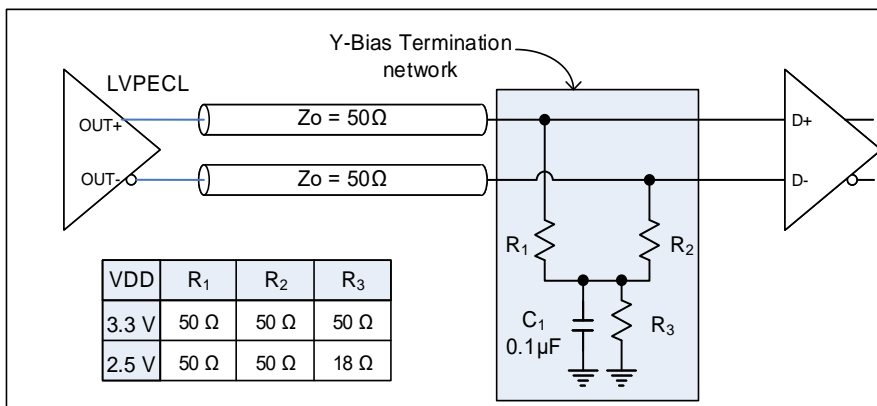 Y-Bias Termination
network
LVPECL
OUT+
Zo = 50Ω
D+
OUT-
Zo = 50Ω
D-
R₁
R₂
VDD R₁ R₂ R₃
3.3 V 50 Ω 50 Ω 50 Ω
2.5 V 50 Ω 50 Ω 18 Ω
C₁
0.1µF
R₃